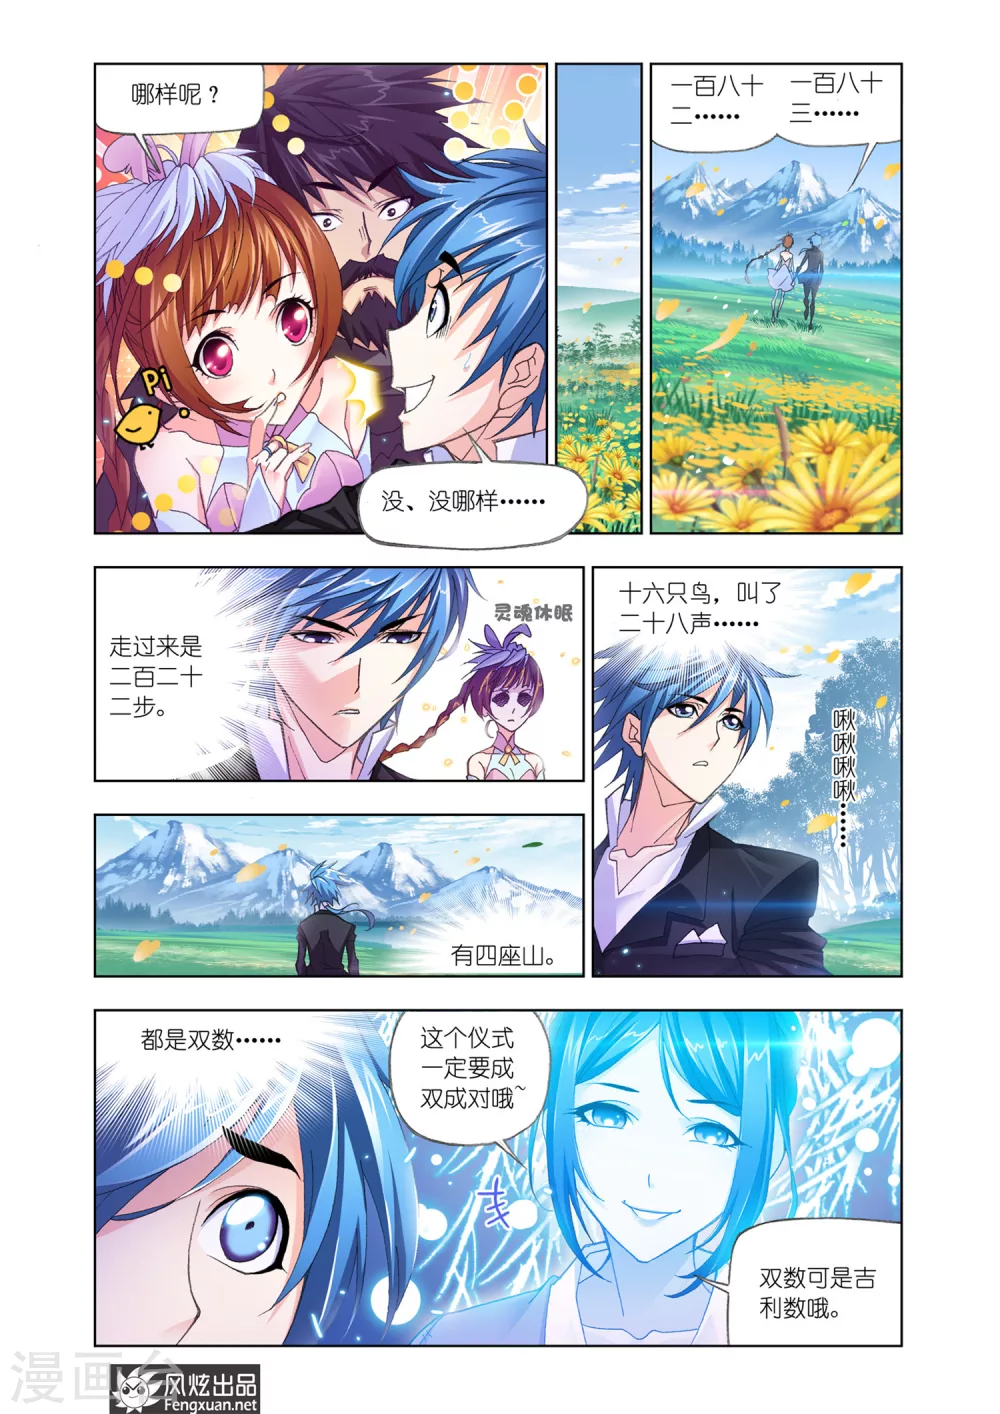 哪样呢？
Pi
没、没哪样……
一百八十
二……
一百八十
三……
走过来是
二百二十
二步。
灵魂休眠
十六只鸟，叫了
二十八声……
啾啾啾啾……
有四座山。
都是双数……
这个仪式
一定要成
双成对哦~
双数可是吉
利数哦。
漫画台
风炫出品
Fengxuan.com